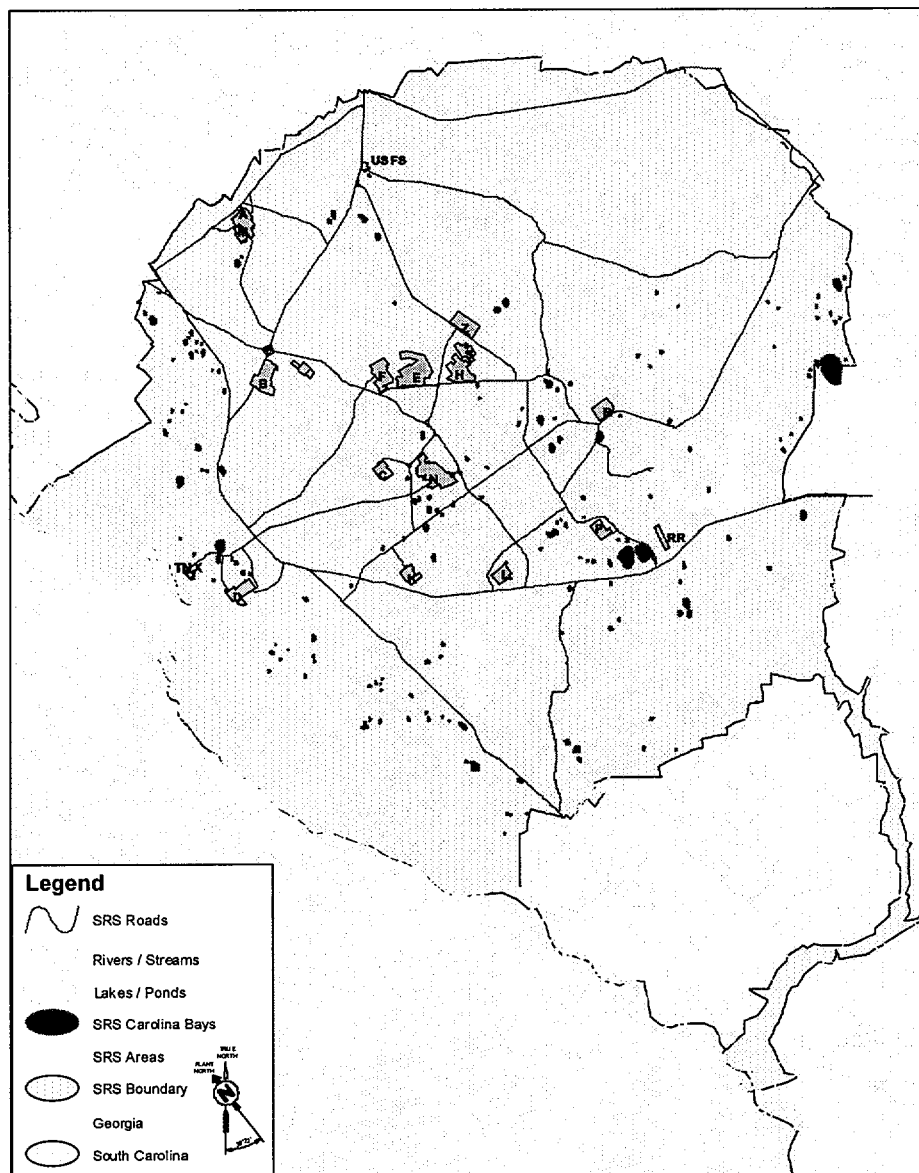 USFS
A
M
Z
S
B
F
E
H
R
C
N
P
RR
TNX
D
K
L
Legend
SRS Roads
Rivers / Streams
Lakes / Ponds
SRS Carolina Bays
SRS Areas
SRS Boundary
Georgia
South Carolina
TRUE
NORTH
PLANT
NORTH
N